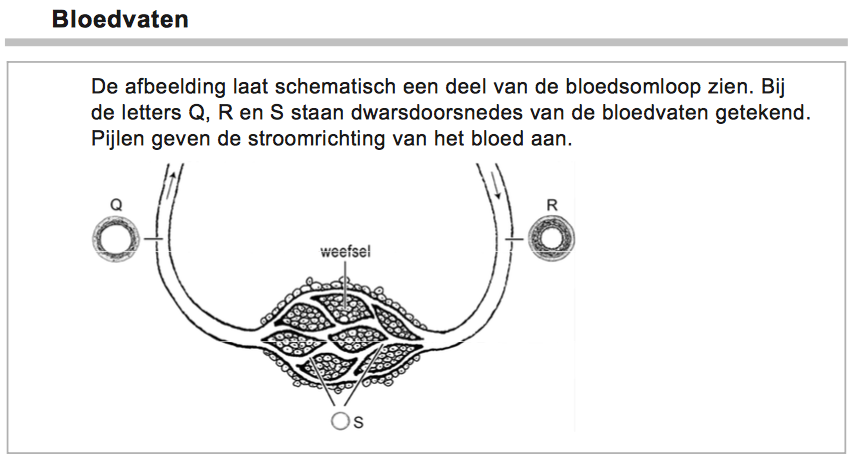 Bloedvaten
De afbeelding laat schematisch een deel van de bloedsomloop zien. Bij
de letters Q, R en S staan dwarsdoorsnedes van de bloedvaten getekend.
Pijlen geven de stroomrichting van het bloed aan.
Q
R
weefsel
S